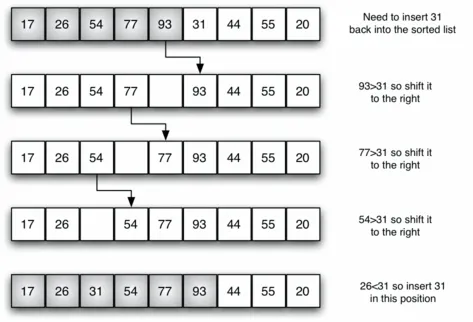 17 26 54 77 93 31 44 55 20
Need to insert 31
back into the sorted list
17 26 54 77 93 44 55 20
93>31 so shift it
to the right
17 26 54 77 93 44 55 20
77>31 so shift it
to the right
17 26 54 77 93 44 55 20
54>31 so shift it
to the right
17 26 31 54 77 93 44 55 20
26<31 so insert 31
in this position